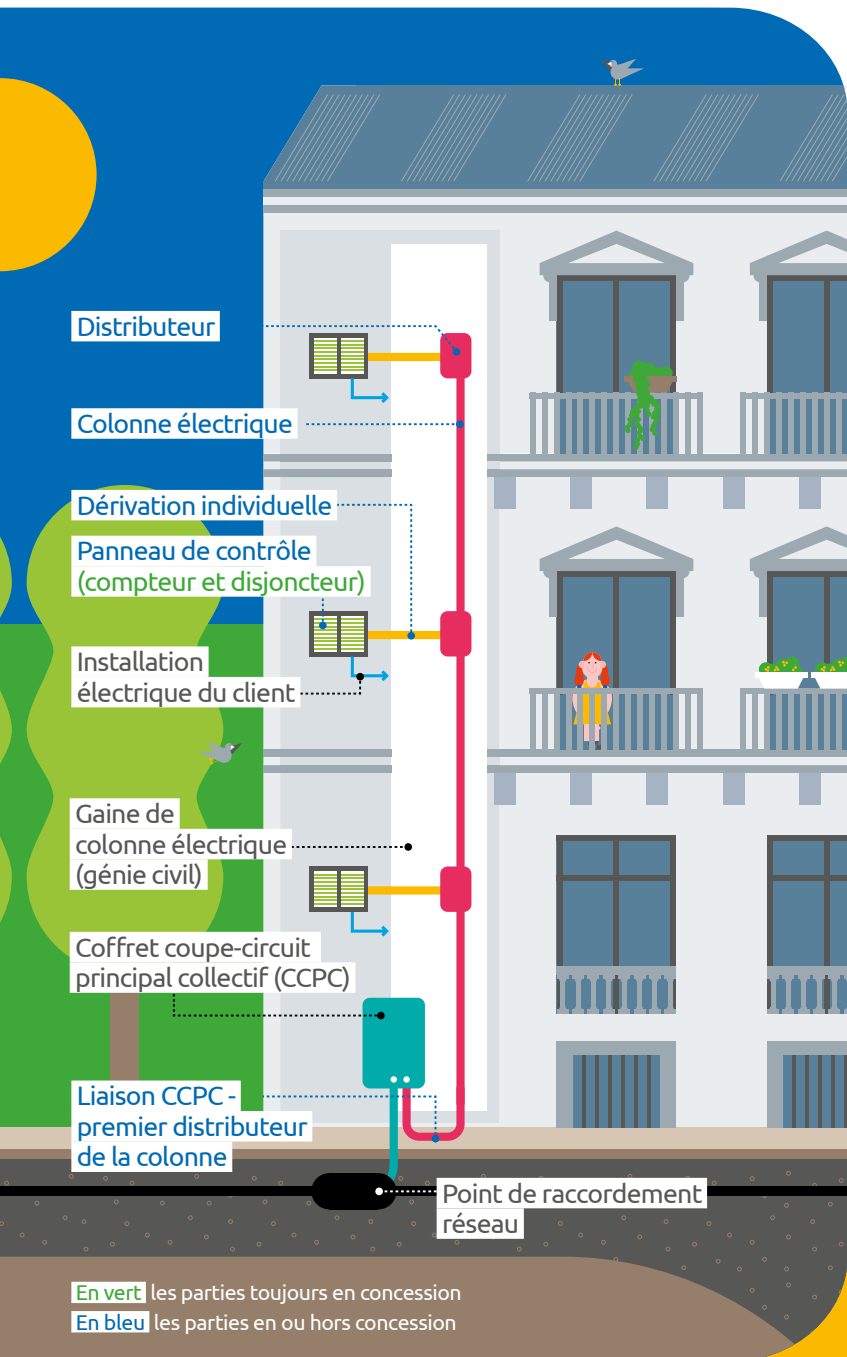 Distributeur
Colonne électrique
Dérivation individuelle
Panneau de contrôle
(compteur et disjoncteur)
Installation
électrique du client
Gaine de
colonne électrique
(génie civil)
Coffret coupe-circuit
principal collectif (CCPC)
Liaison CCPC -
premier distributeur
de la colonne
Point de raccordement
réseau
En vert les parties toujours en concession
En bleu les parties en ou hors concession